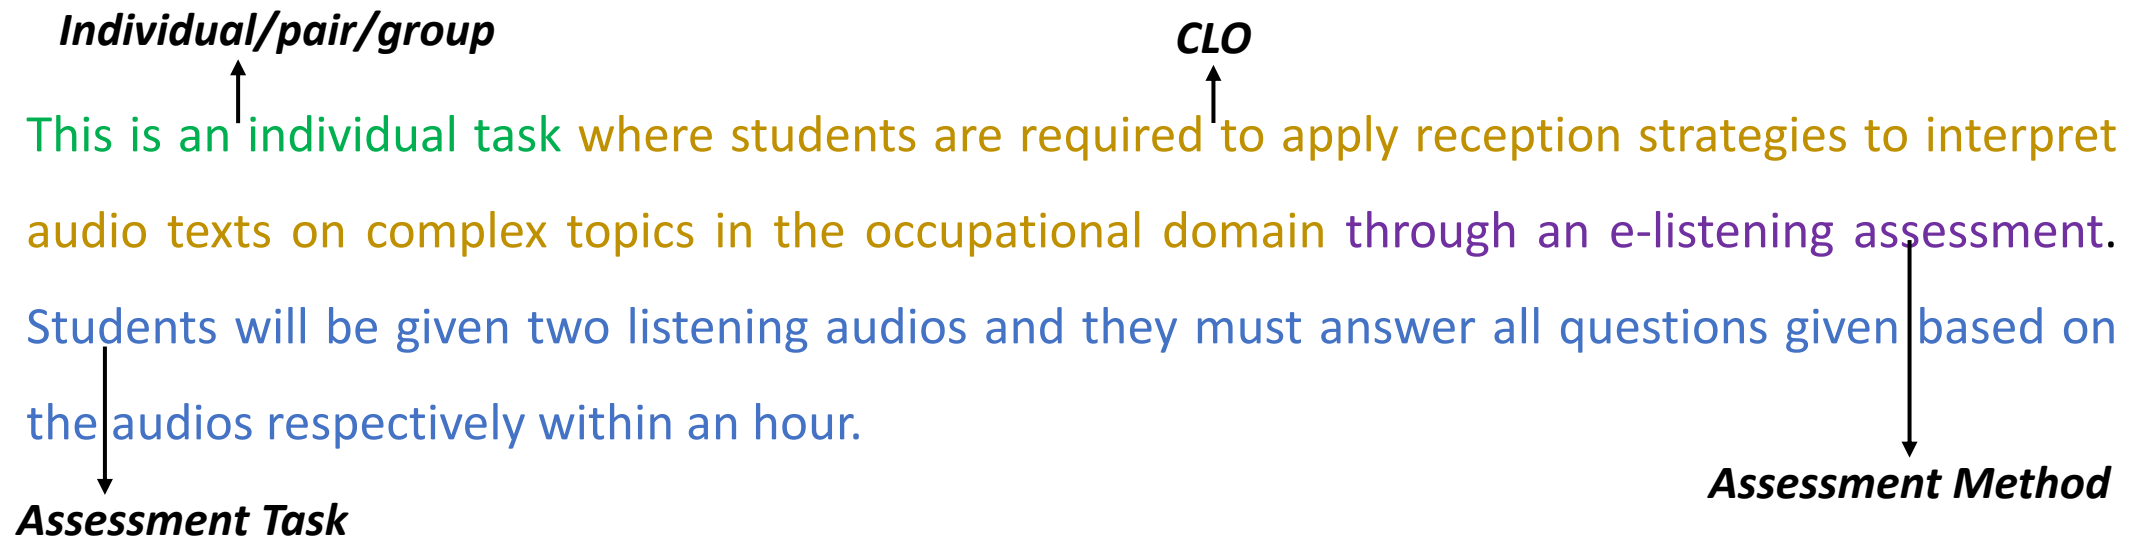 Individual/pair/group
CLO
This is an individual task where students are required to apply reception strategies to interpret
audio texts on complex topics in the occupational domain through an e-listening assessment.
Students will be given two listening audios and they must answer all questions given based on
the audios respectively within an hour.
Assessment Method
Assessment Task